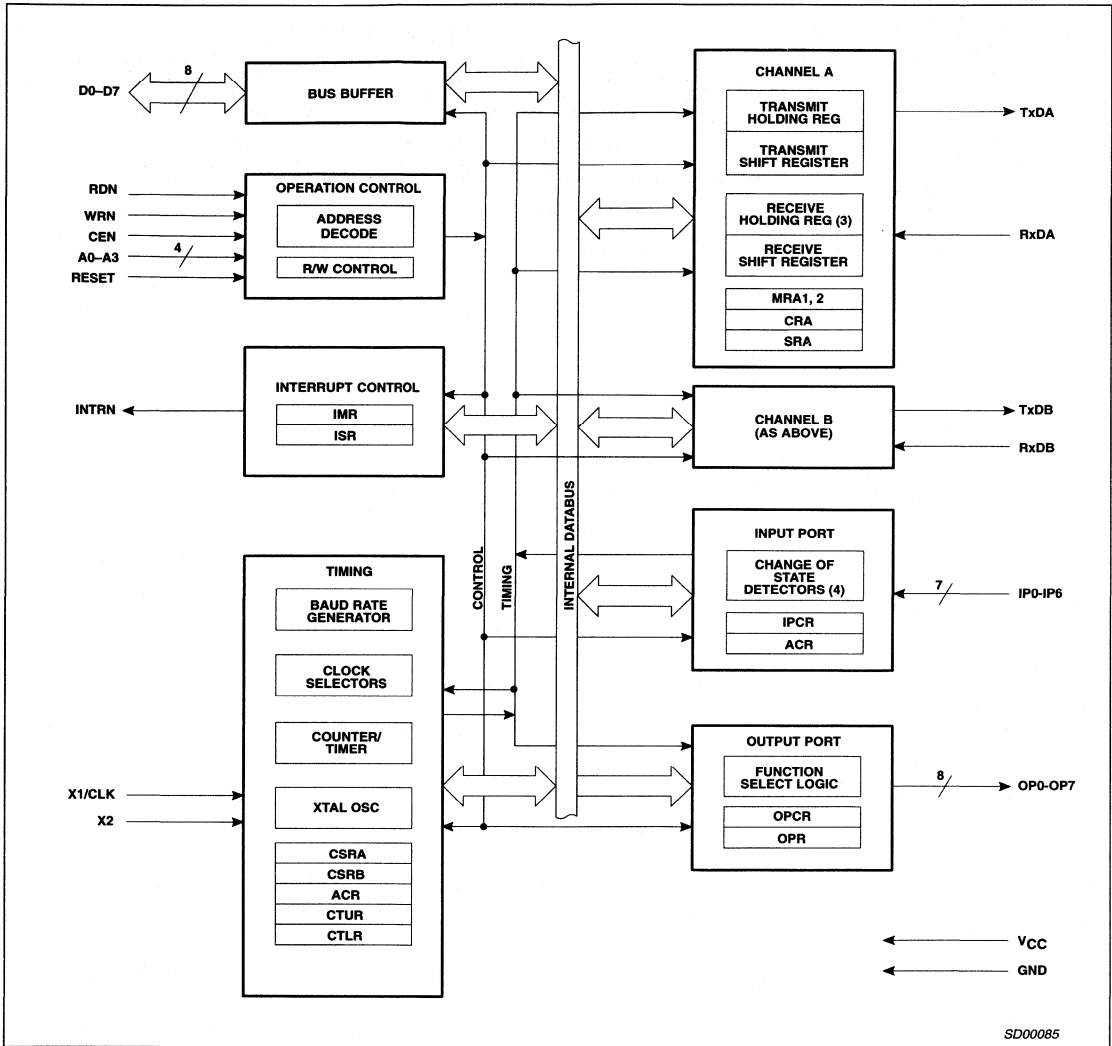 D0–D7
8
BUS BUFFER
RDN
WRN
CEN
A0–A3
4
RESET
OPERATION CONTROL
ADDRESS
DECODE
R/W CONTROL
INTRN
INTERRUPT CONTROL
IMR
ISR
TIMING
BAUD RATE
GENERATOR
CLOCK
SELECTORS
COUNTER/
TIMER
X1/CLK
X2
XTAL OSC
CSRA
CSRB
ACR
CTUR
CTLR
CONTROL
TIMING
INTERNAL DATABUS
CHANNEL A
TRANSMIT
HOLDING REG
TRANSMIT
SHIFT REGISTER
RECEIVE
HOLDING REG (3)
RECEIVE
SHIFT REGISTER
MRA1, 2
CRA
SRA
TxDA
RxDA
CHANNEL B
(AS ABOVE)
TxDB
RxDB
INPUT PORT
CHANGE OF
STATE
DETECTORS (4)
IPCR
ACR
7
IP0-IP6
OUTPUT PORT
FUNCTION
SELECT LOGIC
OPCR
OPR
8
OP0-OP7
VCC
GND
SD00085